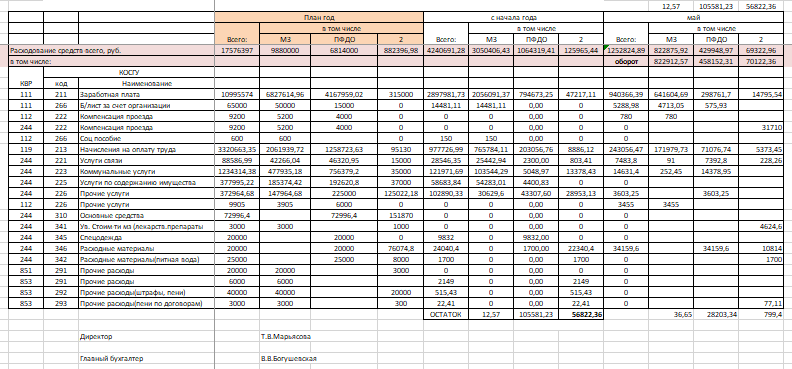 12,57 105581,23 56822,36
План год с начала года май
в том числе в том числе в том числе
Всего: МЗ ПФДО 2 Всего: МЗ ПФДО 2 Всего: МЗ ПФДО 2
Расходование средств-всего, руб. 17576397 9880000 6814000 882396,98 4240691,28 3050406,43 1064319,41 125965,44 1252824,89 822875,92 429948,97 69322,96
в том числе: оборот 822912,57 458152,31 70122,36
КОСГУ
КВР код Наименование
111 211 Заработная плата 10995574 6827614,96 4167959,02 315000 2897981,73 2056091,37 794673,25 47217,11 940366,39 641604,69 298761,7 14795,54
111 266 Б/лист за счет организации 65000 50000 15000 0 14481,11 14481,11 0,00 0 5288,98 4713,05 575,93
112 222 Компенсация проезда 9200 5200 4000 0 0 0 0,00 0 780 780
244 222 Компенсация проезда 9200 5200 4000 0 0 0 0,00 0 0 31710
112 266 Соц пособие 600 600 0 150 150 0,00 0 0
119 213 Начисления на оплату труда 3320663,35 2061939,72 1258723,63 95130 977726,99 765784,11 203056,76 8886,12 243056,47 171979,73 71076,74 5373,45
244 221 Услуги связи 88586,99 42266,04 46320,95 15000 28546,35 25442,94 2300,00 803,41 7483,8 91 7392,8 228,26
244 223 Коммунальные услуги 1234314,38 477935,18 756379,2 35000 121971,69 103544,29 5048,97 13378,43 14631,4 252,45 14378,95
244 225 Услуги по содержанию имущества 377995,22 185374,42 192620,8 37000 58683,84 54283,01 4400,83 0 0
244 226 Прочие услуги 372964,68 147964,68 225000 125022,18 102890,33 30629,6 43307,60 28953,13 3603,25 3603,25
112 226 Прочие услуги 9905 3905 6000 0 0 0 0,00 0 3455 3455
244 310 Основные средства 72996,4 72996,4 151870 0 0 0,00 0 0
244 341 Ув. Стоим-ти мз (лекарств.препараты 3000 3000 1000 0 0 0,00 0 0 4624,6
244 345 Спецодежда 20000 20000 0 9832 0 9832,00 0 0
244 346 Расходные материалы 20000 20000 76074,8 24040,4 0 1700,00 22340,4 34159,6 34159,6 10814
244 342 Расходные материалы(питная вода) 25000 25000 8000 1700 0 0,00 1700 0 1700
851 291 Прочие расходы 20000 20000 3000 0 0 0,00 0 0
853 291 Прочие расходы 6000 6000 2149 0 0,00 2149 0
853 292 Прочие расходы(штрафы, пени) 40000 40000 20000 515,43 0 0,00 515,43 0
853 293 Прочие расходы(пени по договорам) 3000 3000 300 22,41 0 0,00 22,41 0 77,11
ОСТАТОК 12,57 105581,23 56822,36 36,65 28203,34 799,4
Директор Т.В.Марьясова
Главный бухгалтер В.В.Богушевская